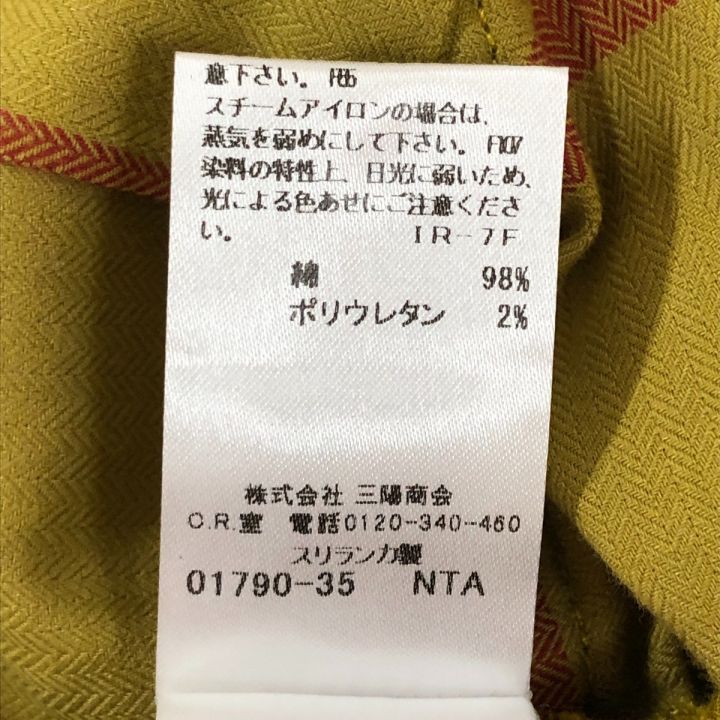 意下さい。R65
スチームアイロンの場合は、
蒸気を弱めにして下さい。R107
染料の特性上、日光に弱いため、
光による色あせにご注意くださ
い。 IR-7F
綿 98%
ポリウレタン 2%
株式会社 三陽商会
C.R.室 電話0120-340-460
スリランカ製
01790-35 NTA